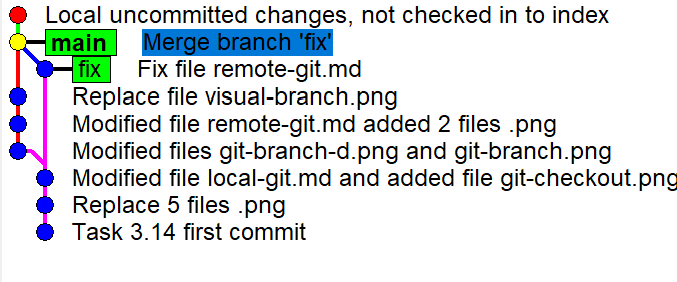 Local uncommitted changes, not checked in to index
main Merge branch 'fix'
fix Fix file remote-git.md
Replace file visual-branch.png
Modified file remote-git.md added 2 files .png
Modified files git-branch-d.png and git-branch.png
Modified file local-git.md and added file git-checkout.png
Replace 5 files .png
Task 3.14 first commit